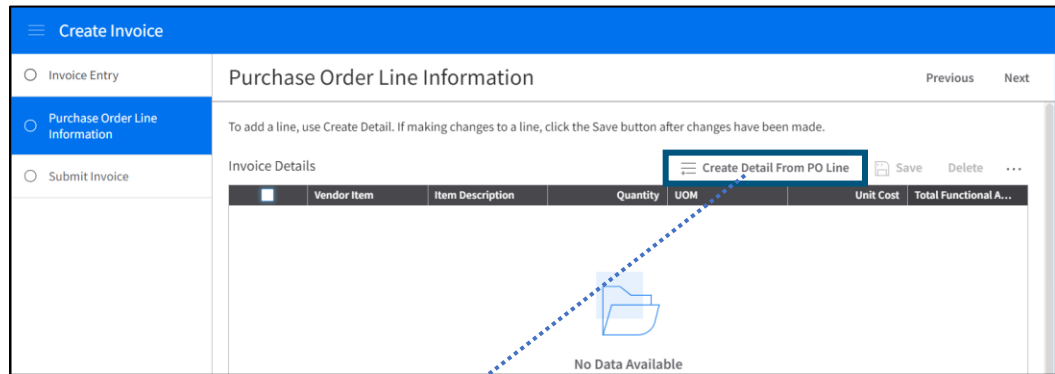 Create Invoice
Invoice Entry
Purchase Order Line
Information
Submit Invoice
Purchase Order Line Information
Previous Next
To add a line, use Create Detail. If making changes to a line, click the Save button after changes have been made.
Invoice Details
Create Detail From PO Line Save Delete ...
Vendor Item Item Description Quantity UOM Unit Cost Total Functional A...
No Data Available